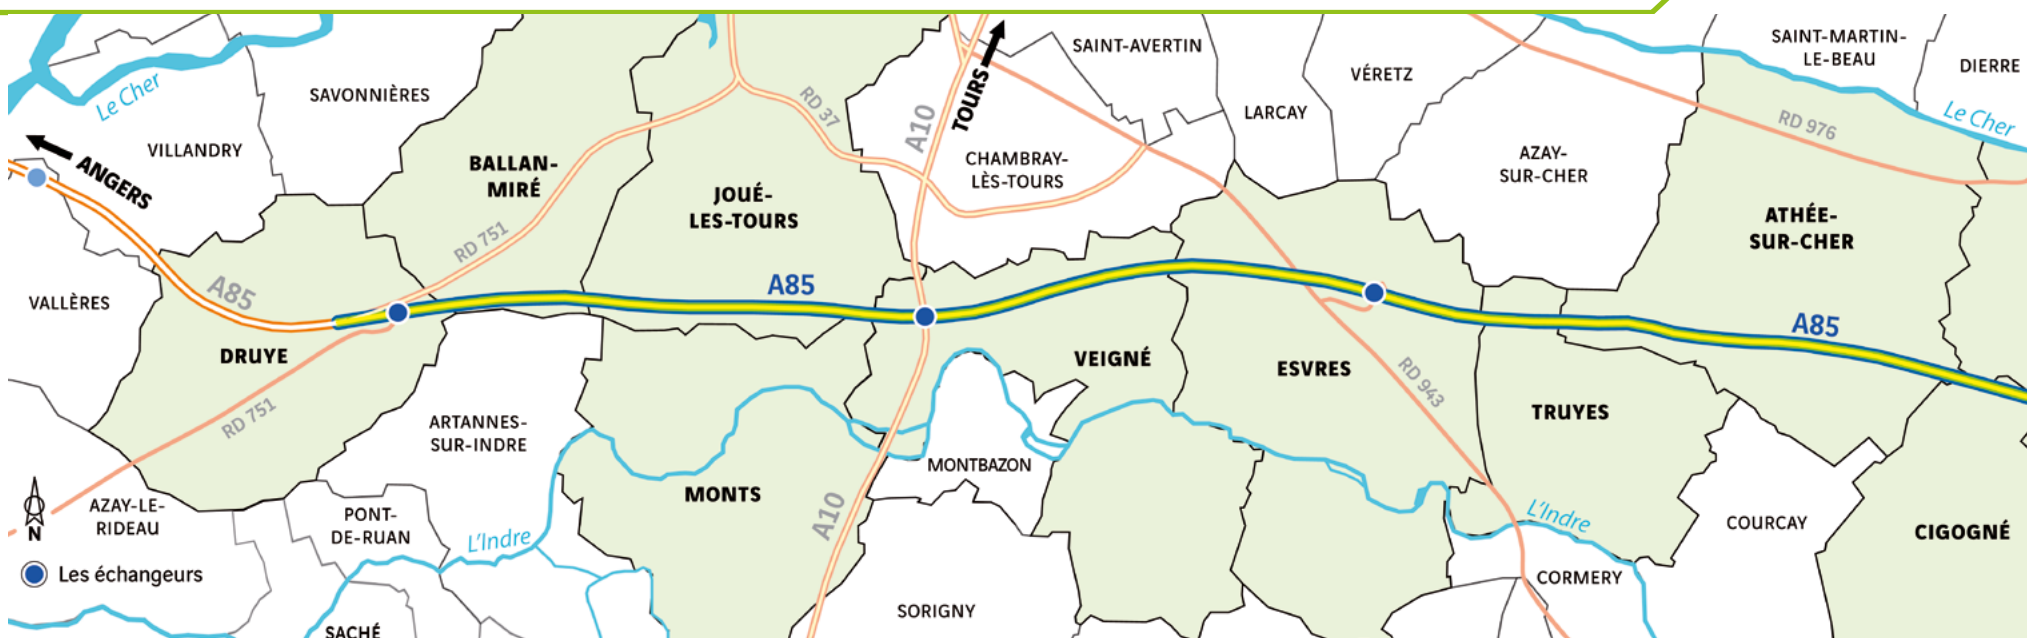 SAINT-AVERTIN
SAINT-MARTIN-
LE-BEAU
DIERRE
VÉRETZ
Le Cher
SAVONNIÈRES
RD 37
A10
TOURS
LARCAY
Le Cher
RD 976
VILLANDRY
ANGERS
BALLAN-
MIRÉ
CHAMBRAY-
LÈS-TOURS
AZAY-
SUR-CHER
JOUÉ-
LES-TOURS
ATHÉE-
SUR-CHER
RD 751
A85
A85
VALLÈRES
A85
DRUYE
VEIGNÉ
ESVRES
RD 943
TRUYES
RD 751
ARTANNES-
SUR-INDRE
MONTBAZON
MONTS
A10
AZAY-LE-
RIDEAU
N
PONT-
DE-RUAN
L'Indre
L'Indre
COURCAY
CIGOGNÉ
Les échangeurs
CORMERY
SORIGNY
SACHÉ